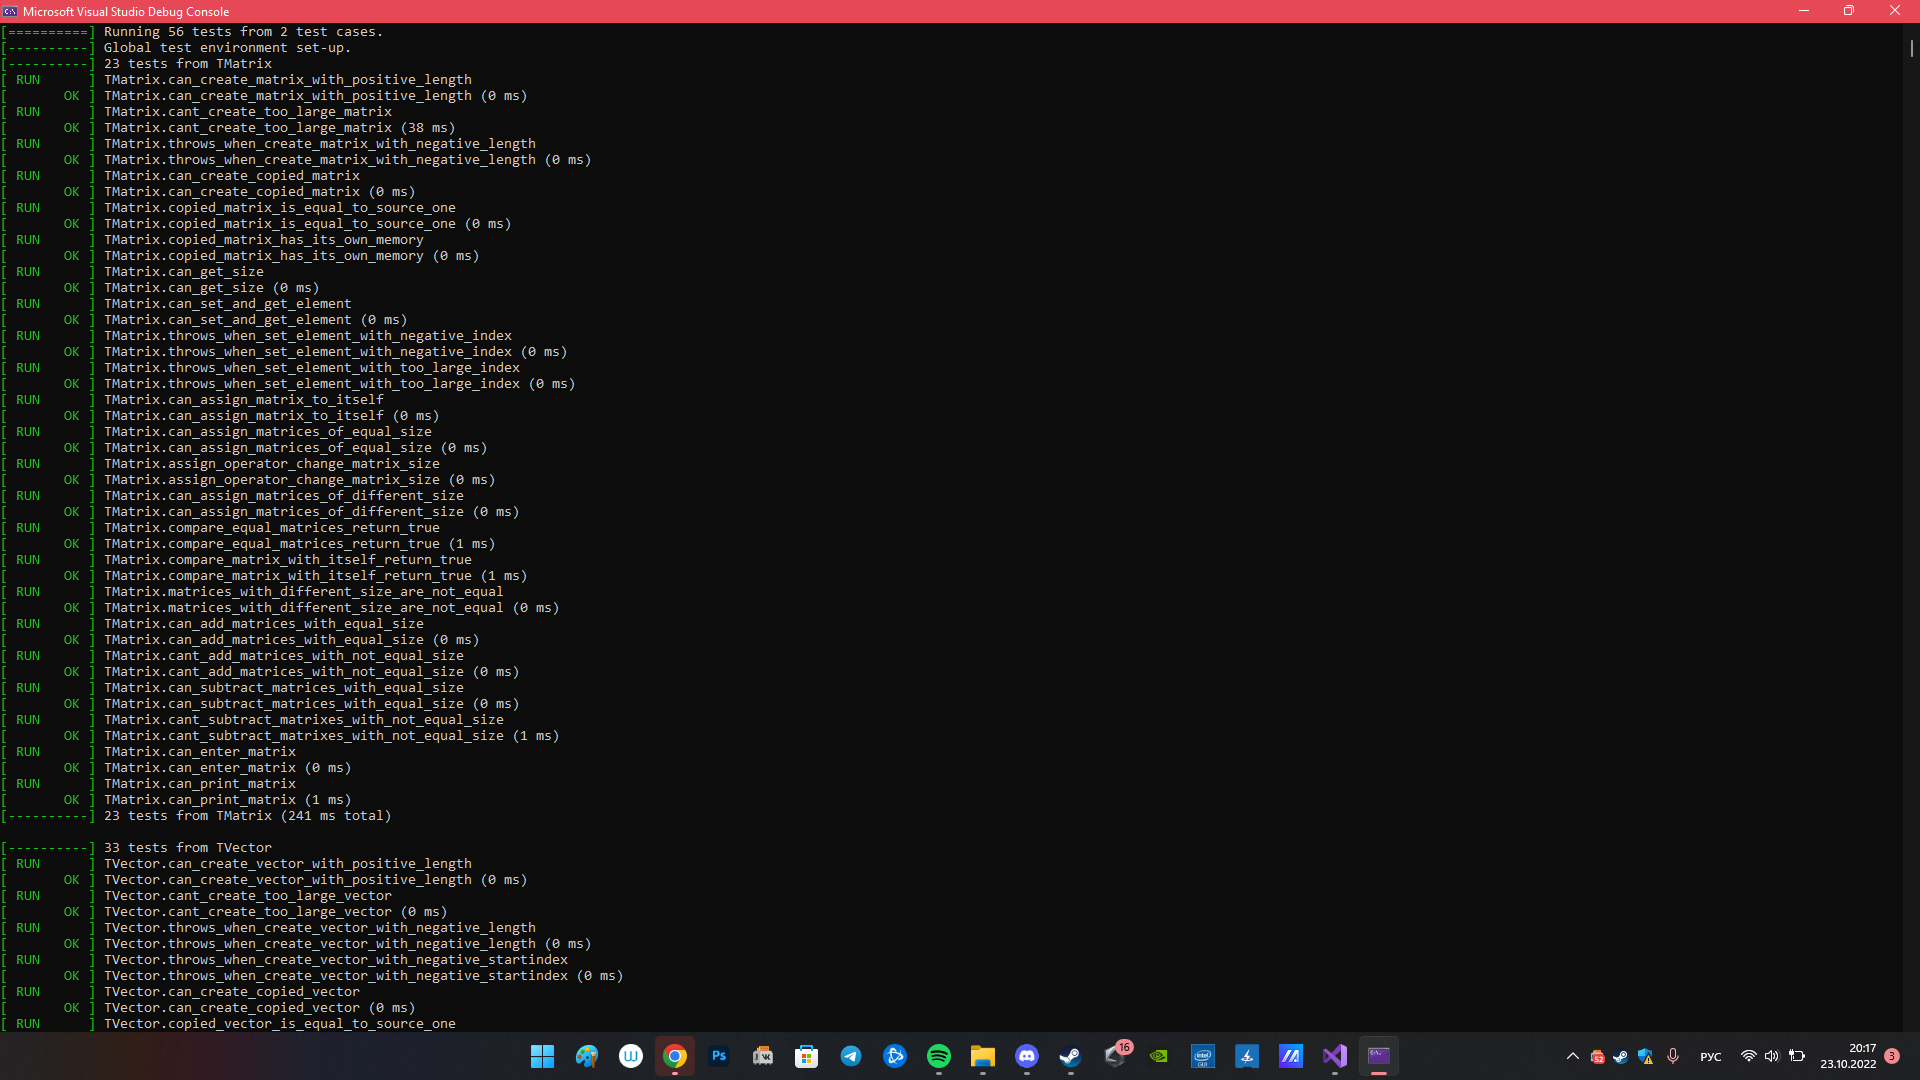 Microsoft Visual Studio Debug Console
[==========] Running 56 tests from 2 test cases.
[----------] Global test environment set-up.
[----------] 23 tests from TMatrix
[ RUN      ] TMatrix.can_create_matrix_with_positive_length
[       OK ] TMatrix.can_create_matrix_with_positive_length (0 ms)
[ RUN      ] TMatrix.cant_create_too_large_matrix
[       OK ] TMatrix.cant_create_too_large_matrix (38 ms)
[ RUN      ] TMatrix.throws_when_create_matrix_with_negative_length
[       OK ] TMatrix.throws_when_create_matrix_with_negative_length (0 ms)
[ RUN      ] TMatrix.can_create_copied_matrix
[       OK ] TMatrix.can_create_copied_matrix (0 ms)
[ RUN      ] TMatrix.copied_matrix_is_equal_to_source_one
[       OK ] TMatrix.copied_matrix_is_equal_to_source_one (0 ms)
[ RUN      ] TMatrix.copied_matrix_has_its_own_memory
[       OK ] TMatrix.copied_matrix_has_its_own_memory (0 ms)
[ RUN      ] TMatrix.can_get_size
[       OK ] TMatrix.can_get_size (0 ms)
[ RUN      ] TMatrix.can_set_and_get_element
[       OK ] TMatrix.can_set_and_get_element (0 ms)
[ RUN      ] TMatrix.throws_when_set_element_with_negative_index
[       OK ] TMatrix.throws_when_set_element_with_negative_index (0 ms)
[ RUN      ] TMatrix.throws_when_set_element_with_too_large_index
[       OK ] TMatrix.throws_when_set_element_with_too_large_index (0 ms)
[ RUN      ] TMatrix.can_assign_matrix_to_itself
[       OK ] TMatrix.can_assign_matrix_to_itself (0 ms)
[ RUN      ] TMatrix.can_assign_matrices_of_equal_size
[       OK ] TMatrix.can_assign_matrices_of_equal_size (0 ms)
[ RUN      ] TMatrix.assign_operator_change_matrix_size
[       OK ] TMatrix.assign_operator_change_matrix_size (0 ms)
[ RUN      ] TMatrix.can_assign_matrices_of_different_size
[       OK ] TMatrix.can_assign_matrices_of_different_size (0 ms)
[ RUN      ] TMatrix.compare_equal_matrices_return_true
[       OK ] TMatrix.compare_equal_matrices_return_true (1 ms)
[ RUN      ] TMatrix.compare_matrix_with_itself_return_true
[       OK ] TMatrix.compare_matrix_with_itself_return_true (1 ms)
[ RUN      ] TMatrix.matrices_with_different_size_are_not_equal
[       OK ] TMatrix.matrices_with_different_size_are_not_equal (0 ms)
[ RUN      ] TMatrix.can_add_matrices_with_equal_size
[       OK ] TMatrix.can_add_matrices_with_equal_size (0 ms)
[ RUN      ] TMatrix.cant_add_matrices_with_not_equal_size
[       OK ] TMatrix.cant_add_matrices_with_not_equal_size (0 ms)
[ RUN      ] TMatrix.can_subtract_matrices_with_equal_size
[       OK ] TMatrix.can_subtract_matrices_with_equal_size (0 ms)
[ RUN      ] TMatrix.cant_subtract_matrixes_with_not_equal_size
[       OK ] TMatrix.cant_subtract_matrixes_with_not_equal_size (1 ms)
[ RUN      ] TMatrix.can_enter_matrix
[       OK ] TMatrix.can_enter_matrix (0 ms)
[ RUN      ] TMatrix.can_print_matrix
[       OK ] TMatrix.can_print_matrix (1 ms)
[----------] 23 tests from TMatrix (241 ms total)
[----------] 33 tests from TVector
[ RUN      ] TVector.can_create_vector_with_positive_length
[       OK ] TVector.can_create_vector_with_positive_length (0 ms)
[ RUN      ] TVector.cant_create_too_large_vector
[       OK ] TVector.cant_create_too_large_vector (0 ms)
[ RUN      ] TVector.throws_when_create_vector_with_negative_length
[       OK ] TVector.throws_when_create_vector_with_negative_length (0 ms)
[ RUN      ] TVector.throws_when_create_vector_with_negative_startindex
[       OK ] TVector.throws_when_create_vector_with_negative_startindex (0 ms)
[ RUN      ] TVector.can_create_copied_vector
[       OK ] TVector.can_create_copied_vector (0 ms)
[ RUN      ] TVector.copied_vector_is_equal_to_source_one
Ps
16
52
РУС
20:17
23.10.2022
3